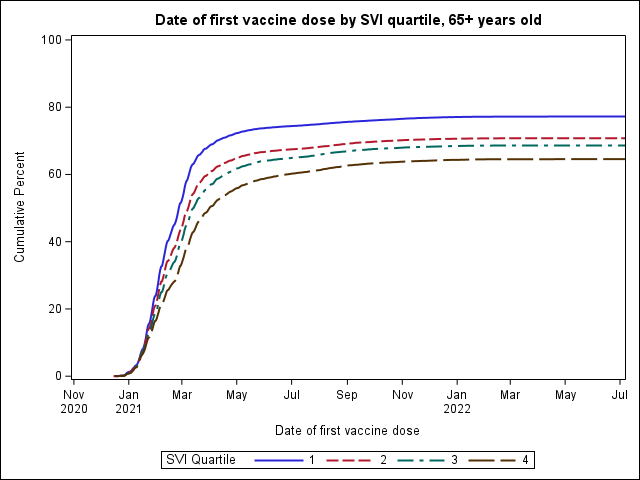 Date of first vaccine dose by SVI quartile, 65+ years old
Cumulative Percent
100
80
60
40
20
0
Nov Jan Mar May Jul Sep Nov Jan Mar May Jul
2020 2021 2022
Date of first vaccine dose
SVI Quartile 1 2 3 4